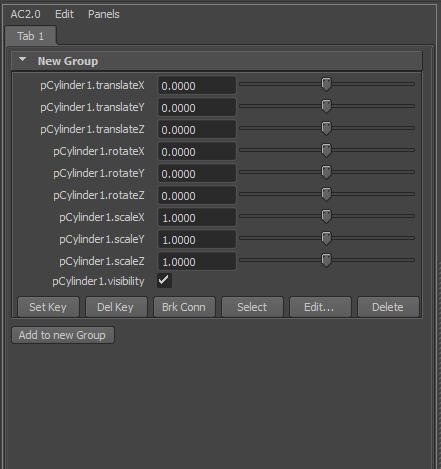 AC2.0 Edit Panels
Tab 1
New Group
pCylinder1.translateX 0.0000
pCylinder1.translateY 0.0000
pCylinder1.translateZ 0.0000
pCylinder1.rotateX 0.0000
pCylinder1.rotateY 0.0000
pCylinder1.rotateZ 0.0000
pCylinder1.scaleX 1.0000
pCylinder1.scaleY 1.0000
pCylinder1.scaleZ 1.0000
pCylinder1.visibility
Set Key Del Key Brk Conn Select Edit... Delete
Add to new Group